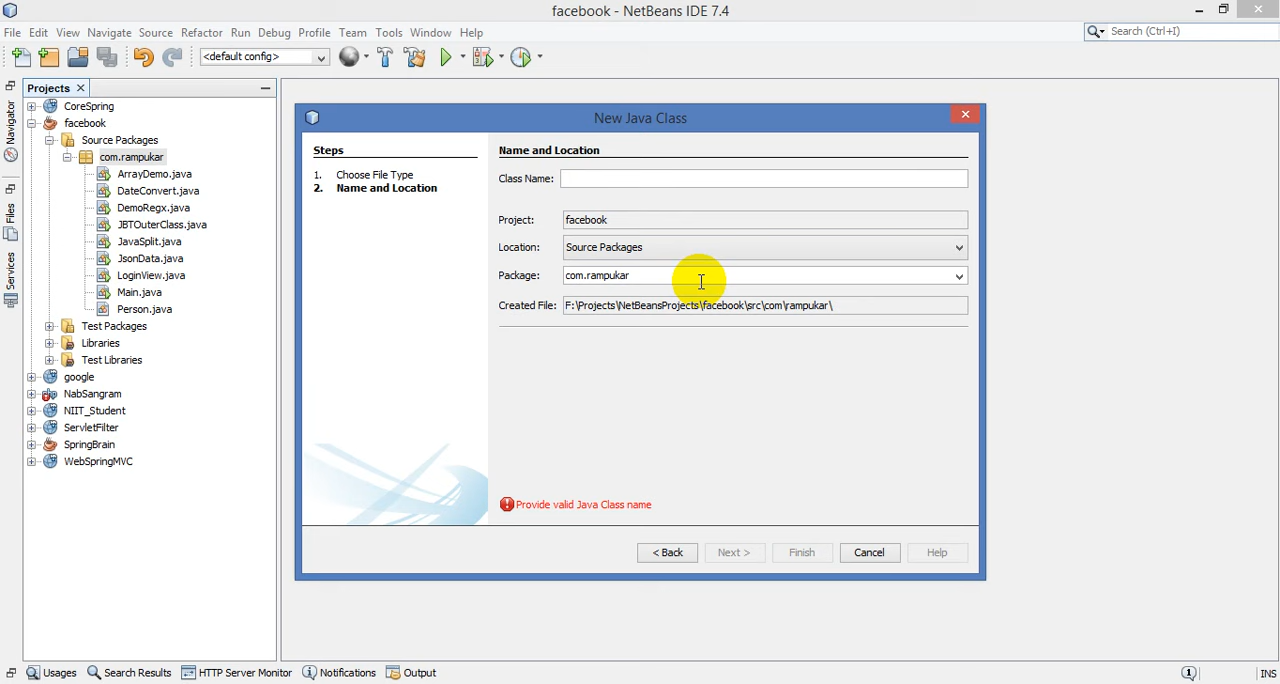 facebook - NetBeans IDE 7.4
File Edit View Navigate Source Refactor Run Debug Profile Team Tools Window Help
Search (Ctrl+I)
<default config>
Projects
Navigator
Files
Services
CoreSpring
facebook
Source Packages
com.rampukar
ArrayDemo.java
DateConvert.java
DemoRegx.java
JBTOuterClass.java
JavaSplit.java
JsonData.java
LoginView.java
Main.java
Person.java
Test Packages
Libraries
Test Libraries
google
NabSangram
NIIT_Student
ServletFilter
SpringBrain
WebSpringMVC
New Java Class
Steps
1. Choose File Type
2. Name and Location
Name and Location
Class Name:
Project: facebook
Location: Source Packages
Package: com.rampukar
Created File: F:\Projects\NetBeansProjects\facebook\src\com\rampukar\
Provide valid Java Class name
< Back Next > Finish Cancel Help
Usages Search Results HTTP Server Monitor Notifications Output
1 INS